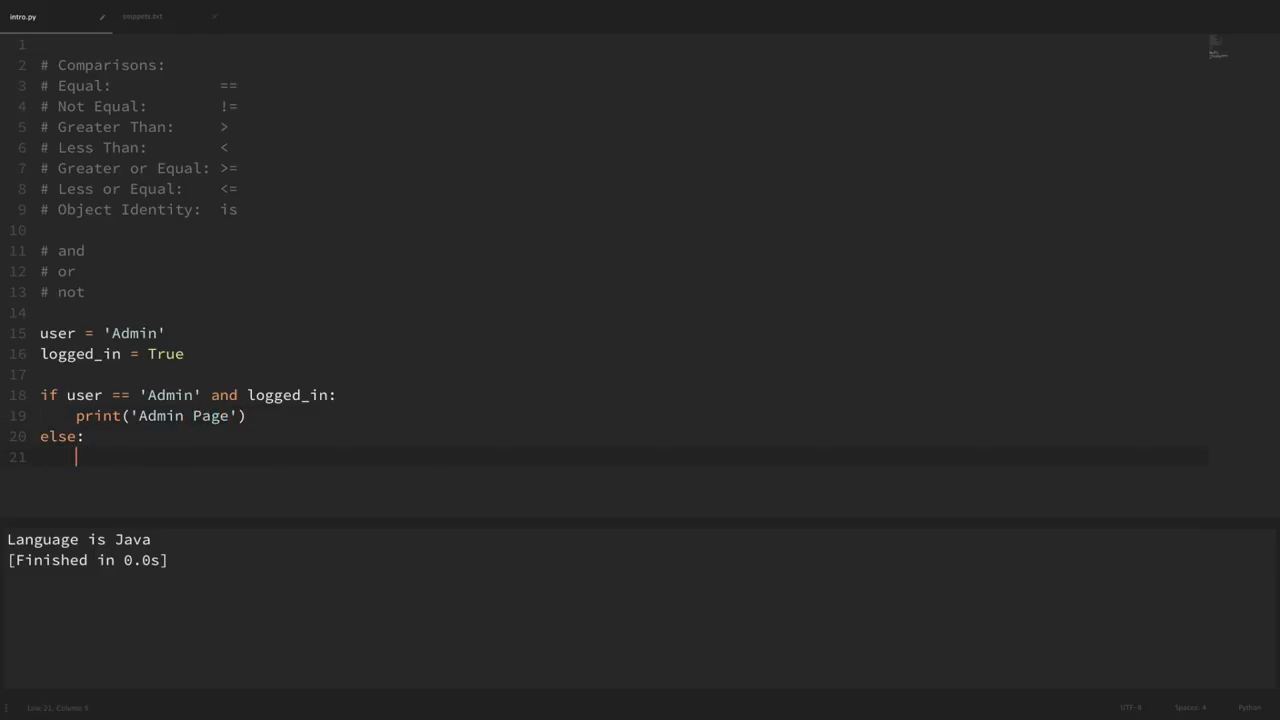 intro.py
snippets.txt
1
2 # Comparisons:
3 # Equal: ==
4 # Not Equal: !=
5 # Greater Than: >
6 # Less Than: <
7 # Greater or Equal: >=
8 # Less or Equal: <=
9 # Object Identity: is
10
11 # and
12 # or
13 # not
14
15 user = 'Admin'
16 logged_in = True
17
18 if user == 'Admin' and logged_in:
19 print('Admin Page')
20 else:
21
Language is Java
[Finished in 0.0s]
Line 21, Column 5
UTF-8
Spaces: 4
Python